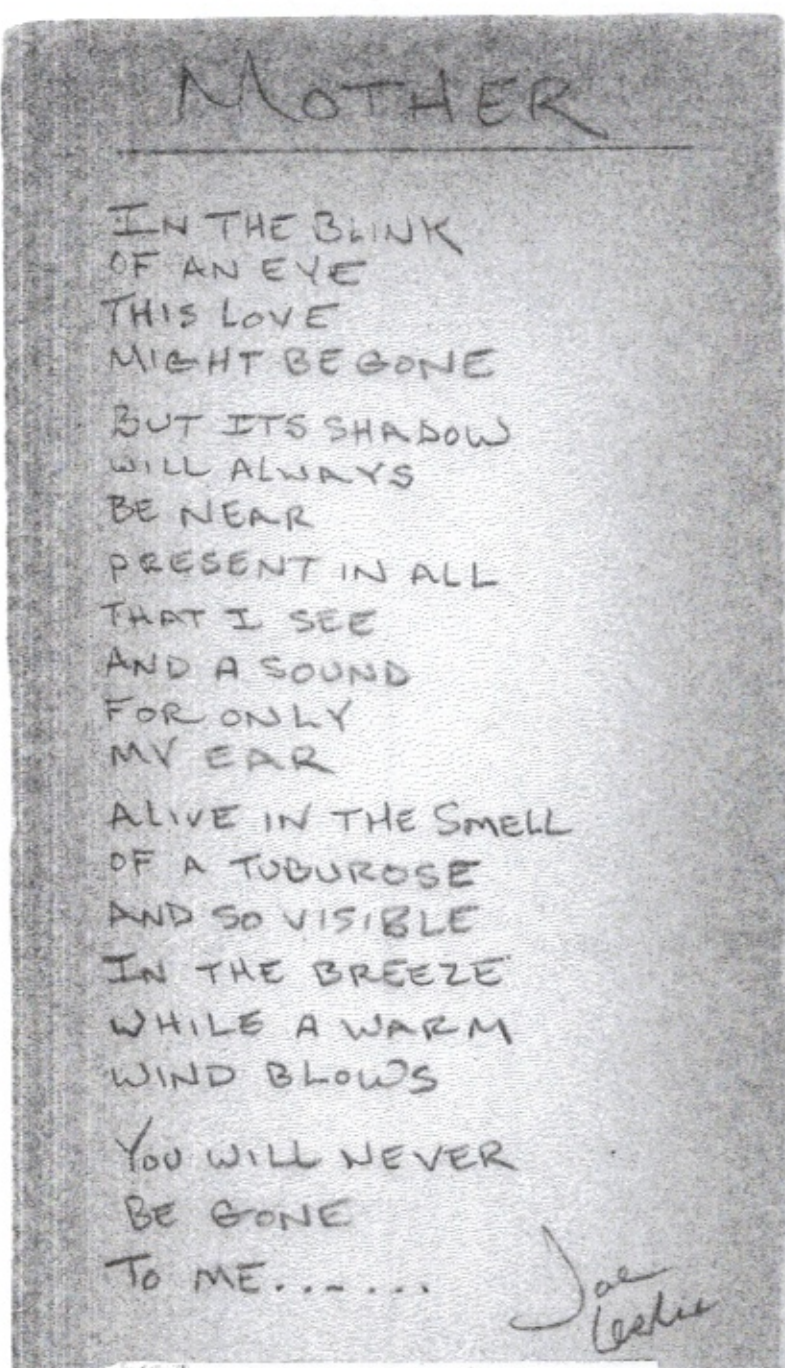 MOTHER
IN THE BLINK
OF AN EYE
THIS LOVE
MIGHT BE GONE
BUT ITS SHADOW
WILL ALWAYS
BE NEAR
PRESENT IN ALL
THAT I SEE
AND A SOUND
FOR ONLY
MY EAR
ALIVE IN THE SMELL
OF A TUBUROSE
AND SO VISIBLE
IN THE BREEZE
WHILE A WARM
WIND BLOWS
YOU WILL NEVER
BE GONE
TO ME.......
Joe
Leslie